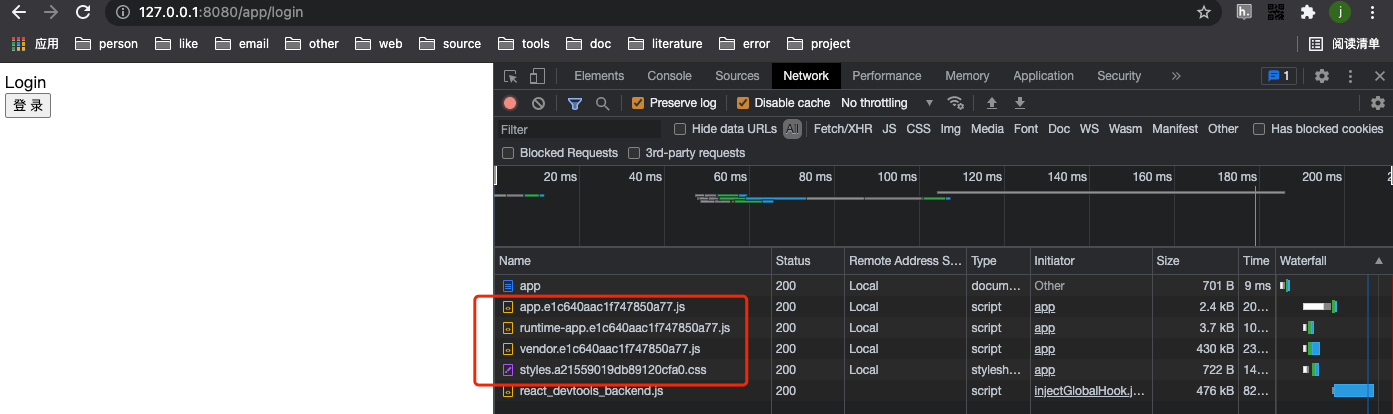 127.0.0.1:8080/app/login
应用 person like email other web source tools doc literature error project 阅读清单
Login
登 录
Elements Console Sources Network Performance Memory Application Security » 1
Preserve log Disable cache No throttling
Filter Hide data URLs All Fetch/XHR JS CSS Img Media Font Doc WS Wasm Manifest Other Has blocked cookies
Blocked Requests 3rd-party requests
20 ms 40 ms 60 ms 80 ms 100 ms 120 ms 140 ms 160 ms 180 ms 200 ms
Name Status Remote Address S... Type Initiator Size Time Waterfall
app 200 Local docum... Other 701 B 9 ms
app.e1c640aac1f747850a77.js 200 Local script app 2.4 kB 20...
runtime-app.e1c640aac1f747850a77.js 200 Local script app 3.7 kB 10...
vendor.e1c640aac1f747850a77.js 200 Local script app 430 kB 23...
styles.a21559019db89120cfa0.css 200 Local stylesh... app 722 B 14...
react_devtools_backend.js 200 script injectGlobalHook.j... 476 kB 82...